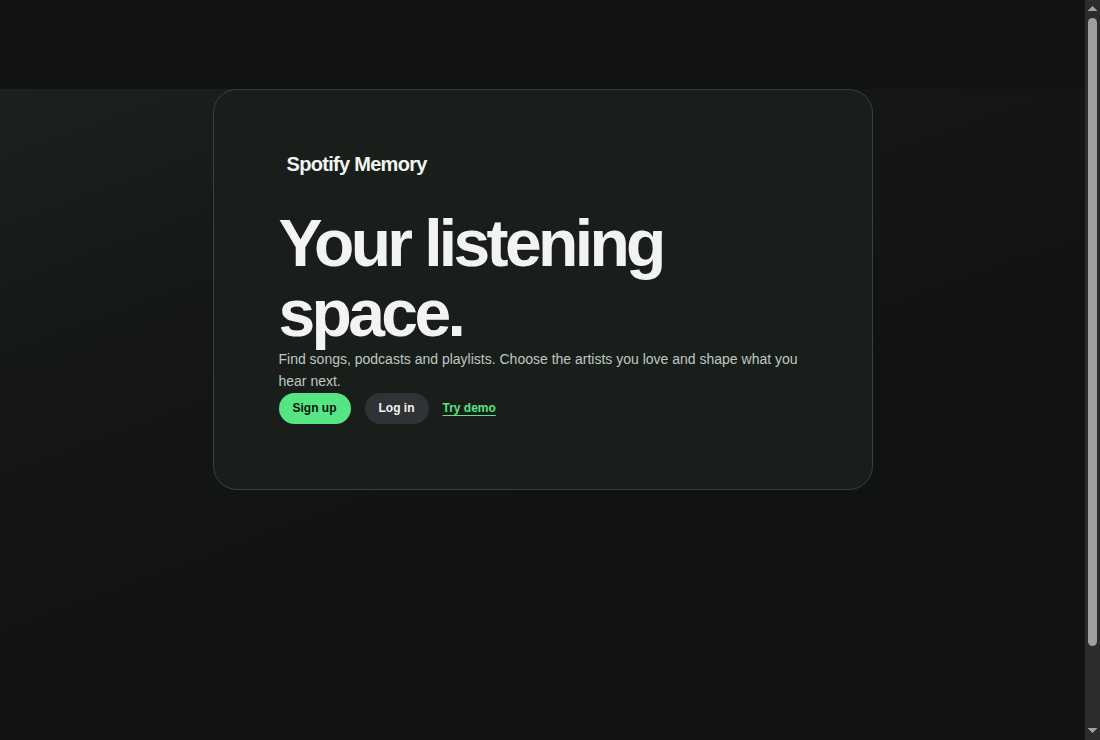 Spotify Memory
Your listening
space.
Find songs, podcasts and playlists. Choose the artists you love and shape what you
hear next.
Sign up Log in Try demo